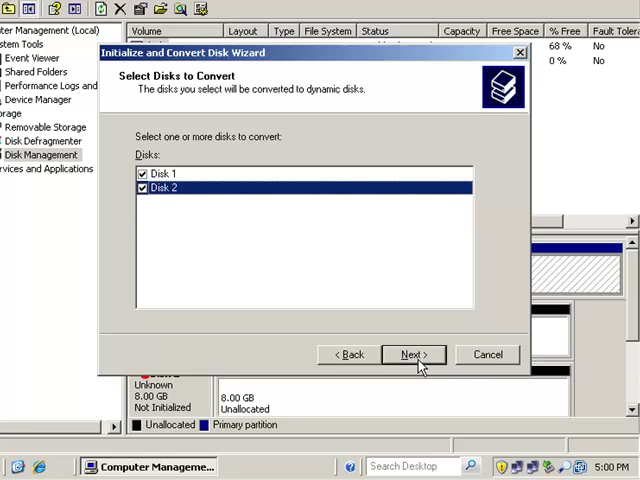 ter Management (Local)
stem Tools
Event Viewer
Shared Folders
Performance Logs and
Device Manager
rage
Removable Storage
Disk Defragmenter
Disk Management
rvices and Applications
Volume Layout Type File System Status Capacity Free Space % Free Fault Tolera
68 % No
0 % No
Initialize and Convert Disk Wizard
Select Disks to Convert
The disks you select will be converted to dynamic disks.
Select one or more disks to convert:
Disks:
Disk 1
Disk 2
< Back Next > Cancel
Unknown
8.00 GB
Not Initialized
8.00 GB
Unallocated
Unallocated Primary partition
Computer Manageme...
Search Desktop
5:00 PM